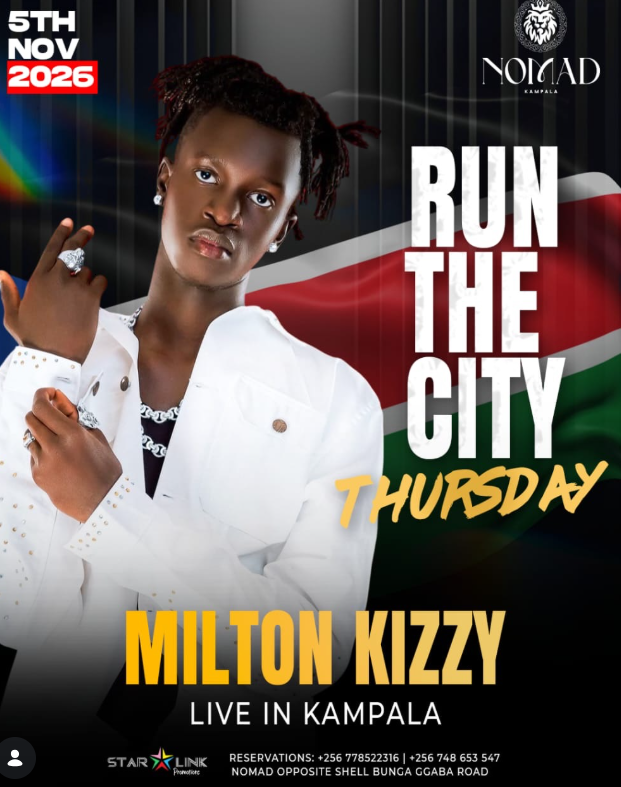 5TH
NOV
2026
NOMAD
KAMPALA
RUN
THE
CITY
THURSDAY
MILTON KIZZY
LIVE IN KAMPALA
STAR LINK
Promotions
RESERVATIONS: +256 778522316 | +256 748 653 547
NOMAD OPPOSITE SHELL BUNGA GGABA ROAD